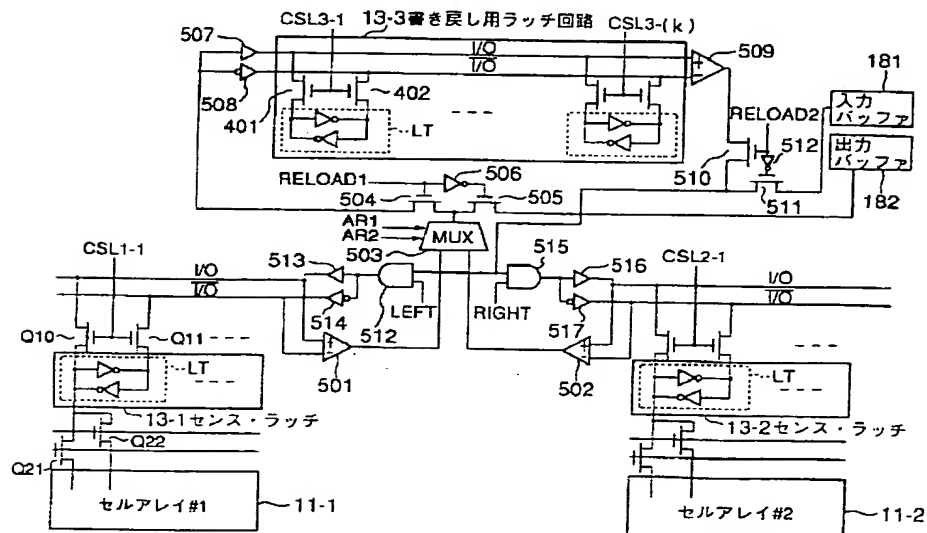 CSL3-1
13-3書き戻し用ラッチ回路
CSL3-(k)
507
I/O
I/O
509
181
入力
バッファ
508
401
402
LT
RELOAD2
512
出力
バッファ
510
511
182
RELOAD1
506
504
505
AR1
AR2
MUX
503
515
CSL1-1
I/O
I/O
513
514
512
LEFT
RIGHT
516
517
CSL2-1
I/O
I/O
Q10
Q11
501
502
LT
LT
13-1センス・ラッチ
13-2センス・ラッチ
Q22
Q21
セルアレイ#1
11-1
セルアレイ#2
11-2